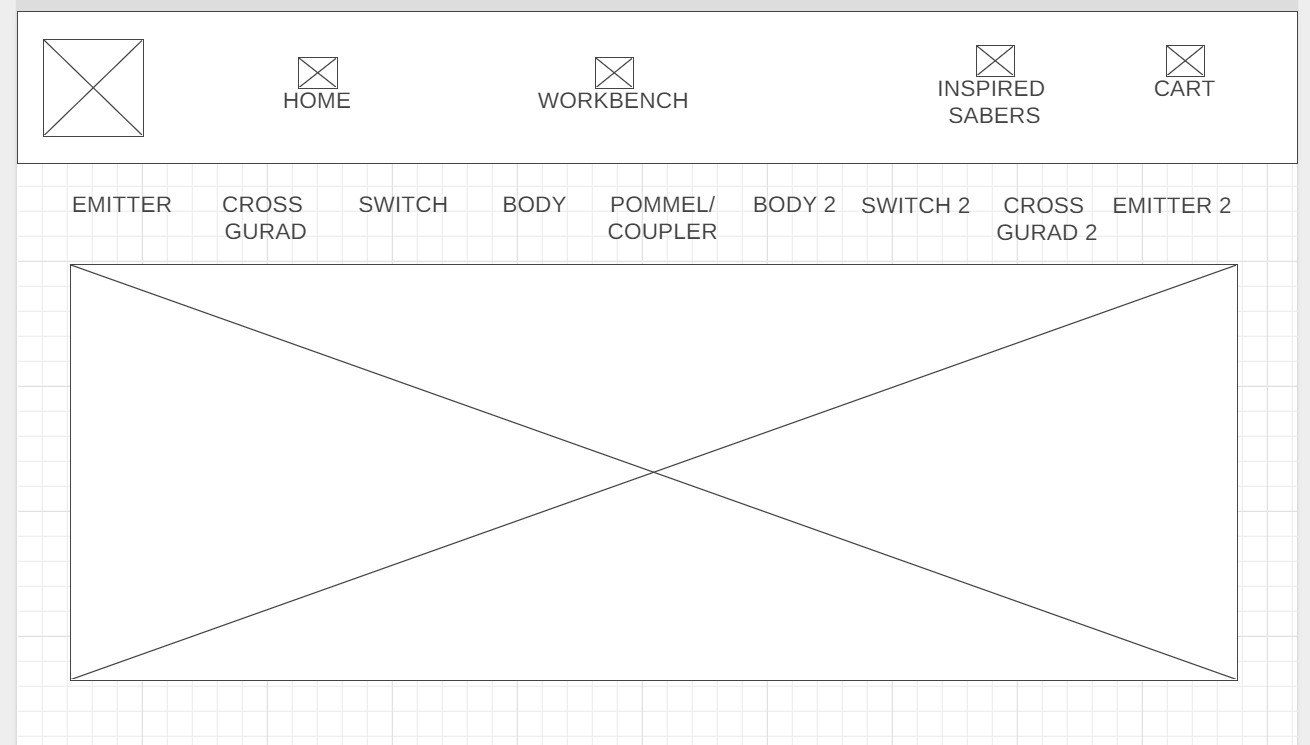 HOME
WORKBENCH
INSPIRED
SABERS
CART
EMITTER
CROSS
GURAD
SWITCH
BODY
POMMEL/
COUPLER
BODY 2
SWITCH 2
CROSS
GURAD 2
EMITTER 2